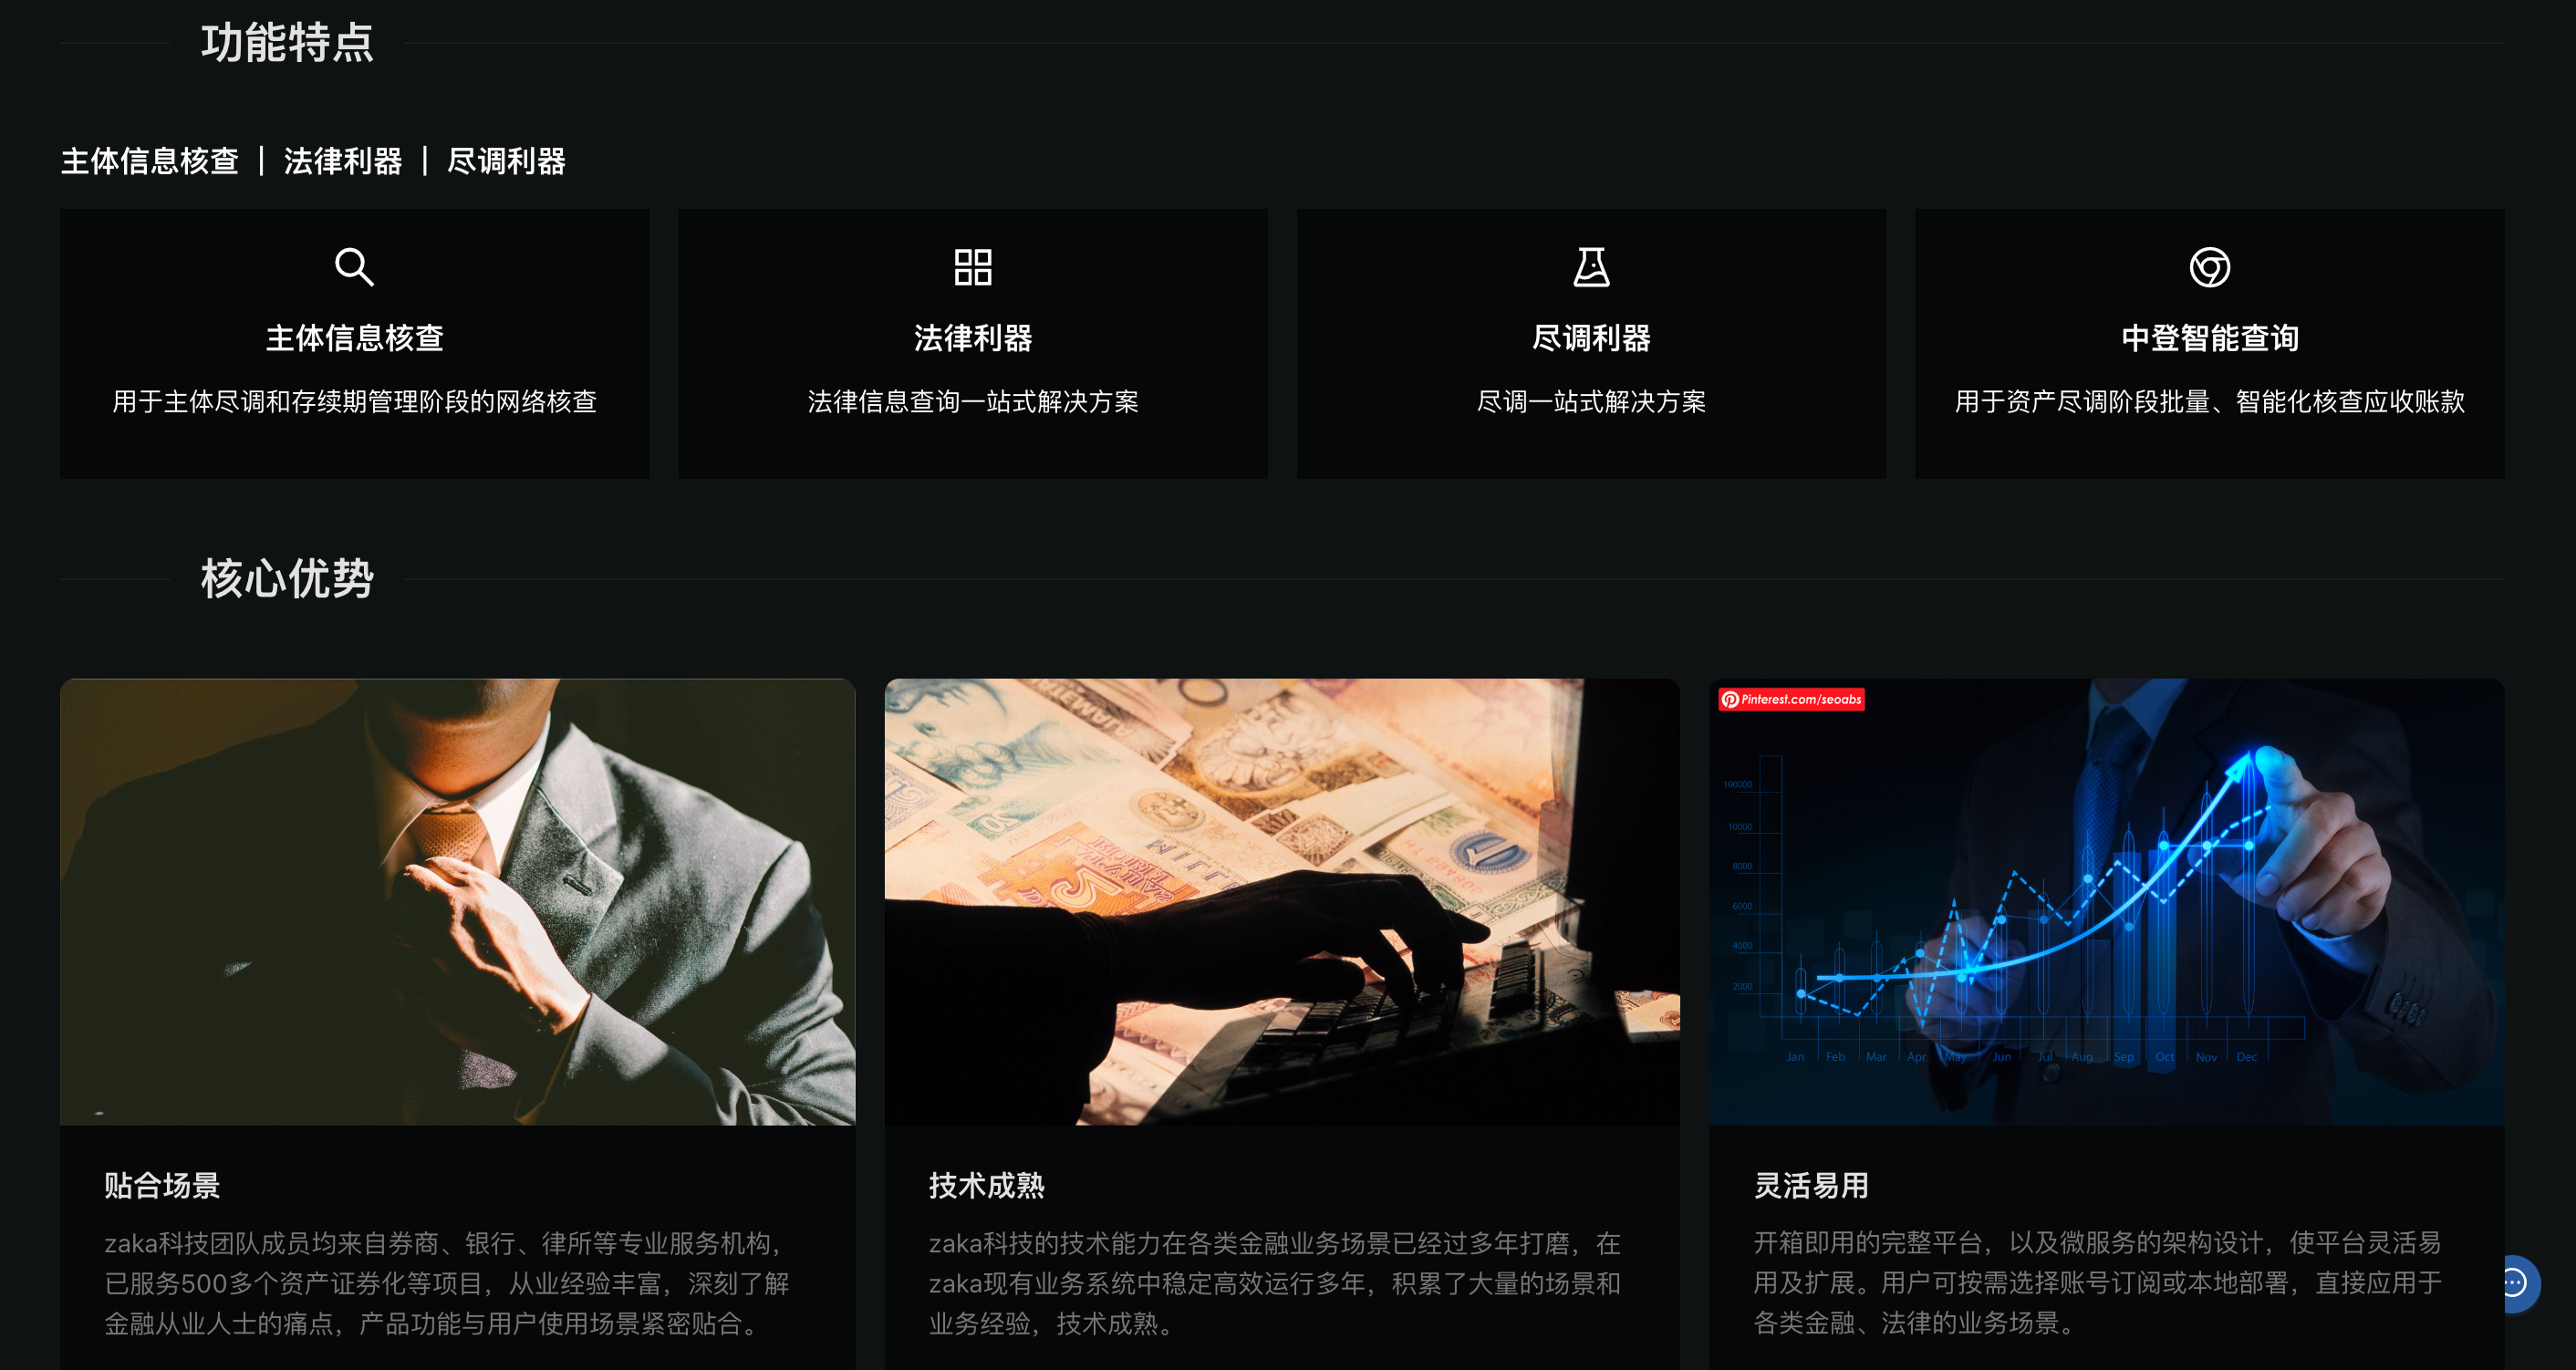 功能特点
主体信息核查 | 法律利器 | 尽调利器
主体信息核查
用于主体尽调和存续期管理阶段的网络核查
法律利器
法律信息查询一站式解决方案
尽调利器
尽调一站式解决方案
中登智能查询
用于资产尽调阶段批量、智能化核查应收账款
核心优势
Pinterest.com/seoabs
100000
10000
8000
6000
4000
2000
Jan Feb Mar Apr May Jun Jul Aug Sep Oct Nov Dec
贴合场景
zaka科技团队成员均来自券商、银行、律所等专业服务机构，
已服务500多个资产证券化等项目，从业经验丰富，深刻了解
金融从业人士的痛点，产品功能与用户使用场景紧密贴合。
技术成熟
zaka科技的技术能力在各类金融业务场景已经过多年打磨，在
zaka现有业务系统中稳定高效运行多年，积累了大量的场景和
业务经验，技术成熟。
灵活易用
开箱即用的完整平台，以及微服务的架构设计，使平台灵活易
用及扩展。用户可按需选择账号订阅或本地部署，直接应用于
各类金融、法律的业务场景。